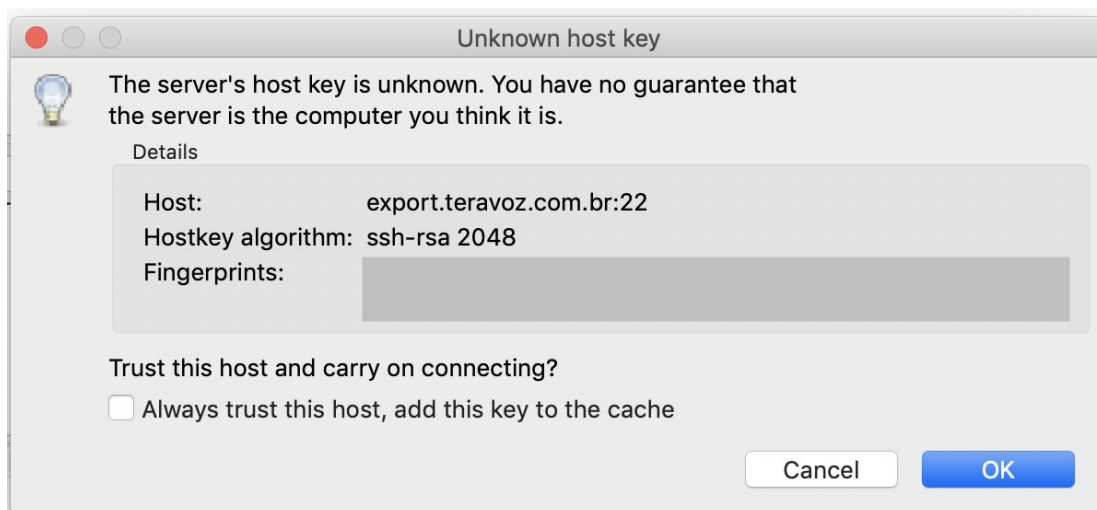 Unknown host key
The server's host key is unknown. You have no guarantee that
the server is the computer you think it is.
Details
Host: export.teravoz.com.br:22
Hostkey algorithm: ssh-rsa 2048
Fingerprints:
Trust this host and carry on connecting?
Always trust this host, add this key to the cache
Cancel OK